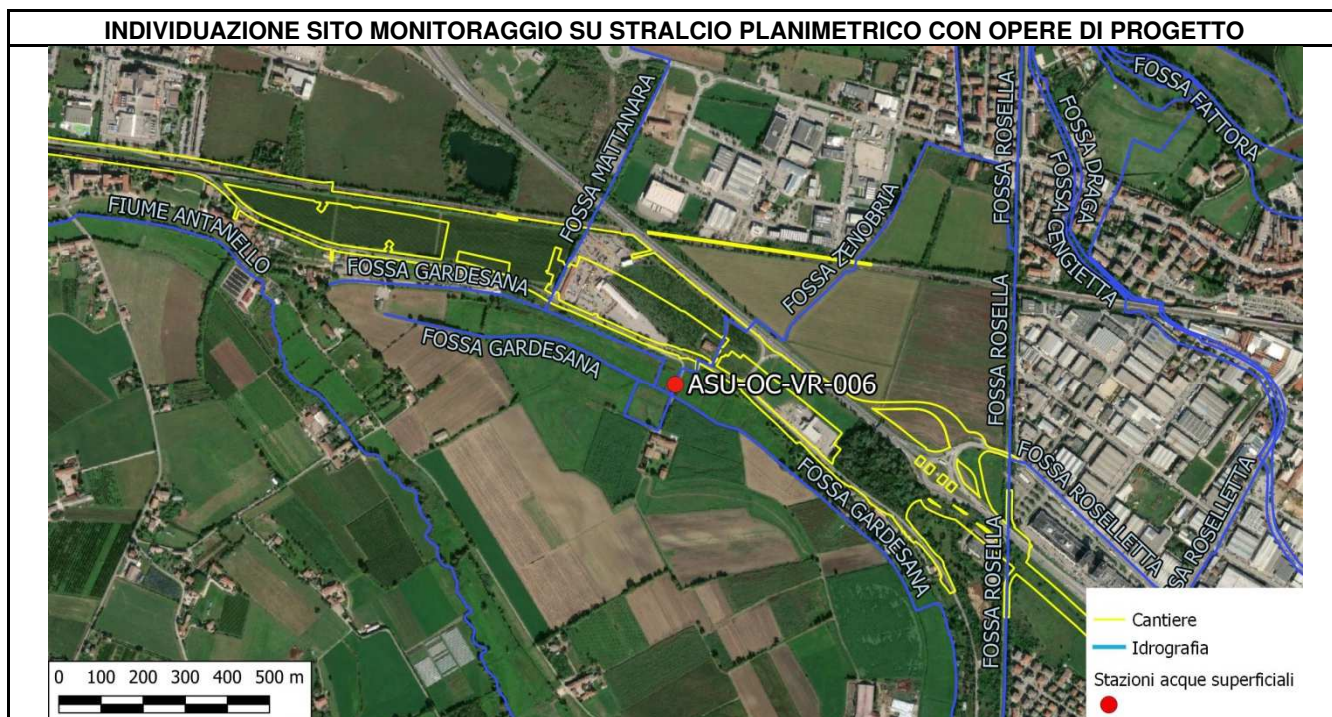 INDIVIDUAZIONE SITO MONITORAGGIO SU STRALCIO PLANIMETRICO CON OPERE DI PROGETTO
FOSSA MATTANARA
FOSSA ROSELLA
FOSSA FATTORA
FOSSA DRAGA
FOSSA CENGIETTA
FIUME ANTANELLO
FOSSA GARDESANA
FOSSA ZENOBRIA
FOSSA GARDESANA
FOSSA ROSELLA
ASU-OC-VR-006
FOSSA GARDESANA
FOSSA ROSELLA
FOSSA ROSELLETTA
SA ROSELLETTA
Cantiere
Idrografia
Stazioni acque superficiali
0 100 200 300 400 500 m